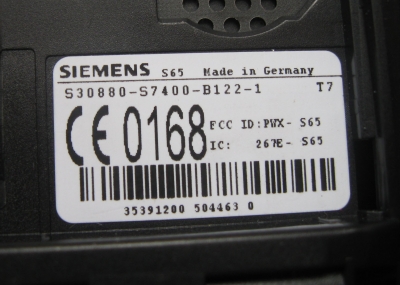 SIEMENS S65 Made in Germany
S30880-S7400-B122-1 T7
CE 0168 FCC ID:PWX- S65
IC: 267E- S65
35391200 504463 0